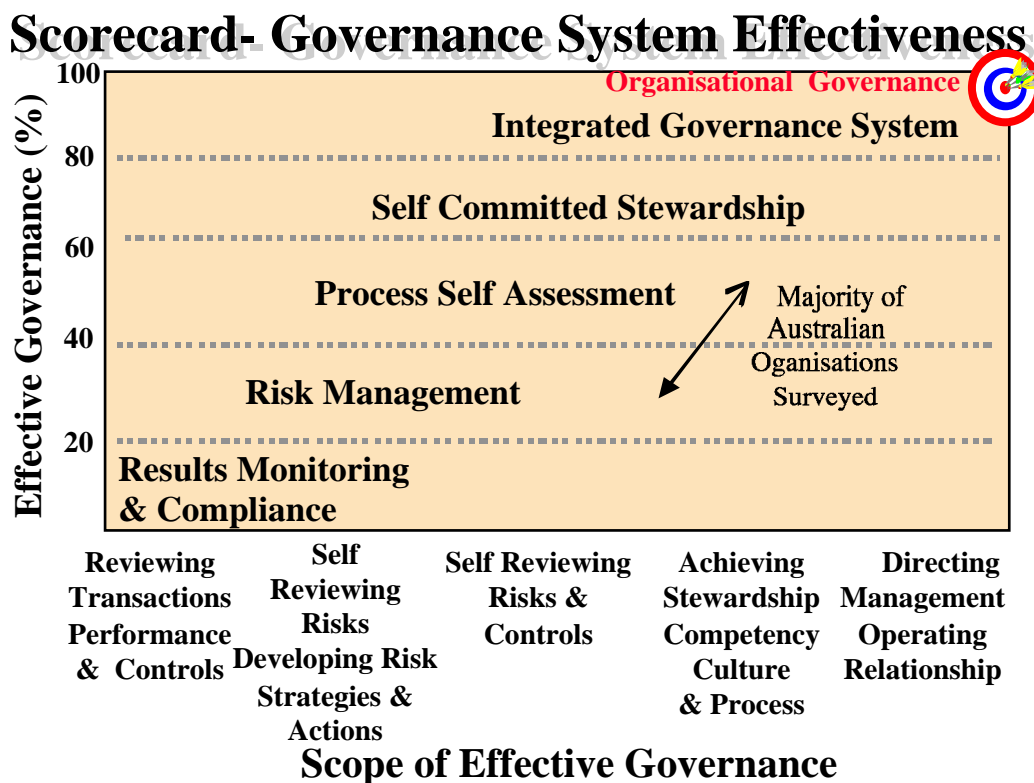 Scorecard- Governance System Effectiveness
100
Organisational Governance
Integrated Governance System
80
Self Committed Stewardship
60
Process Self Assessment
Majority of
Australian
Oganisations
Surveyed
40
Risk Management
20
Results Monitoring
& Compliance
Effective Governance (%)
Reviewing
Transactions
Performance
& Controls
Self
Reviewing
Risks
Developing Risk
Strategies &
Actions
Self Reviewing
Risks &
Controls
Achieving
Stewardship
Competency
Culture
& Process
Directing
Management
Operating
Relationship
Scope of Effective Governance